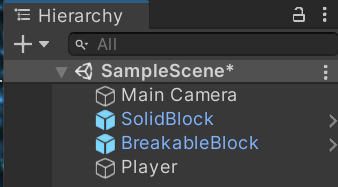 Hierarchy
All
SampleScene*
Main Camera
SolidBlock
BreakableBlock
Player